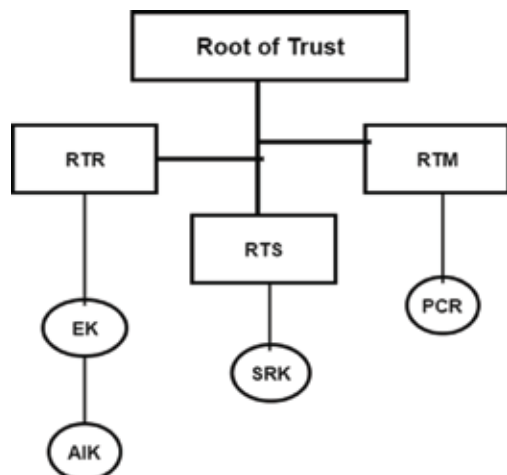 Root of Trust
RTR
RTM
RTS
EK
PCR
SRK
AIK